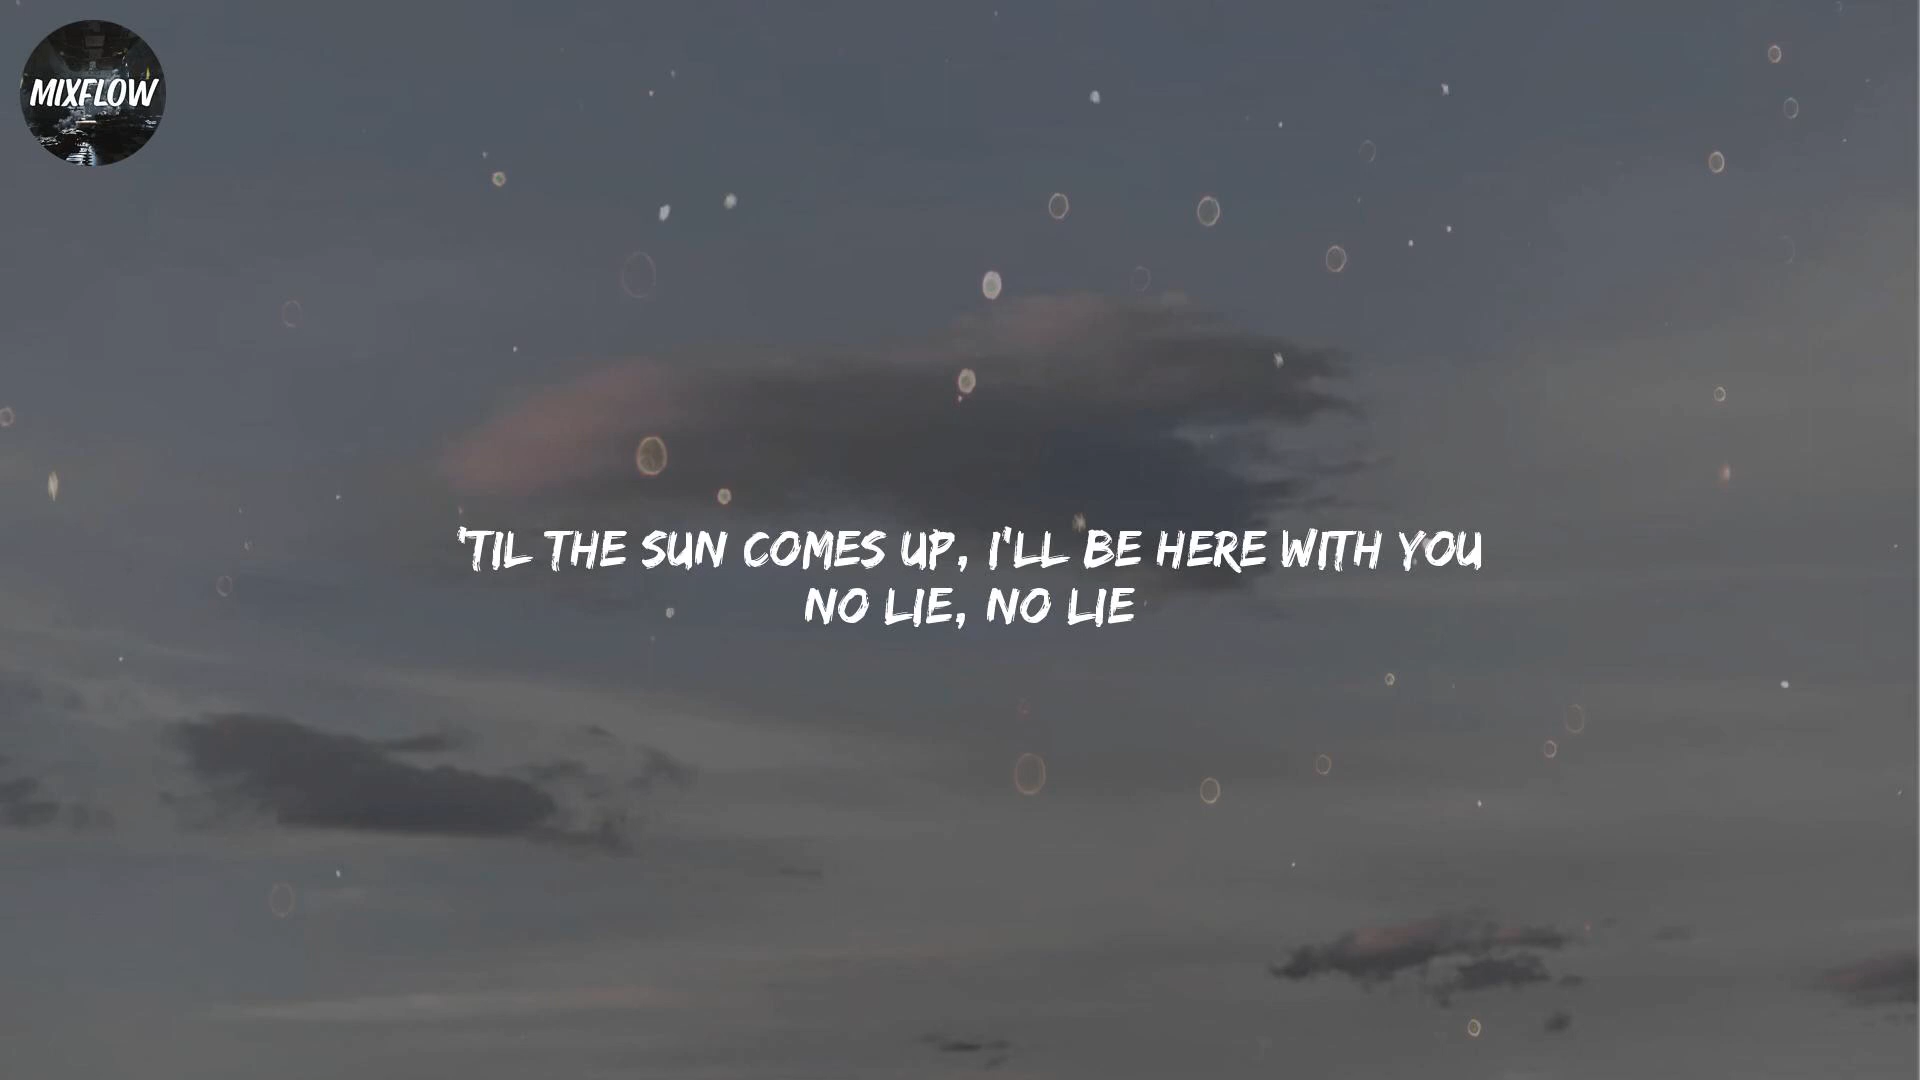 MIXFLOW
'TIL THE SUN COMES UP, I'LL BE HERE WITH YOU
NO LIE, NO LIE